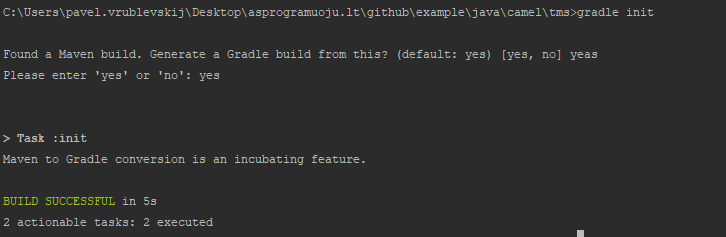 C:\Users\pavel.vrublevskij\Desktop\asprogramuoju.lt\github\example\java\camel\tms>gradle init
Found a Maven build. Generate a Gradle build from this? (default: yes) [yes, no] yeas
Please enter 'yes' or 'no': yes
> Task :init
Maven to Gradle conversion is an incubating feature.
BUILD SUCCESSFUL in 5s
2 actionable tasks: 2 executed